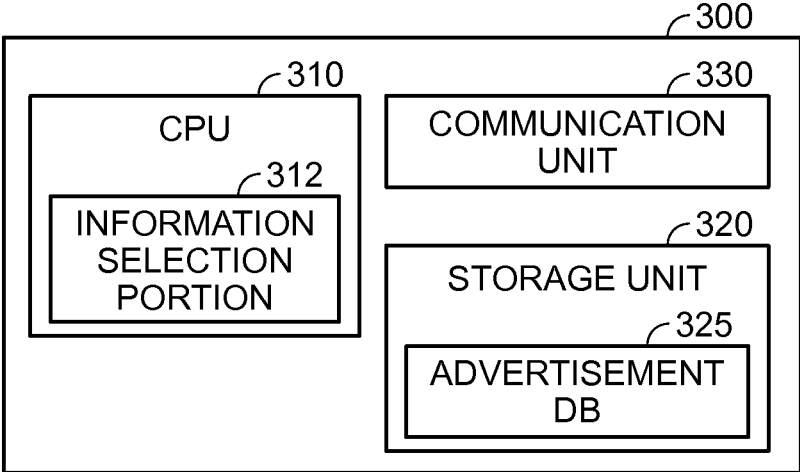 300
310
CPU
312
INFORMATION
SELECTION
PORTION
330
COMMUNICATION
UNIT
320
STORAGE UNIT
325
ADVERTISEMENT
DB